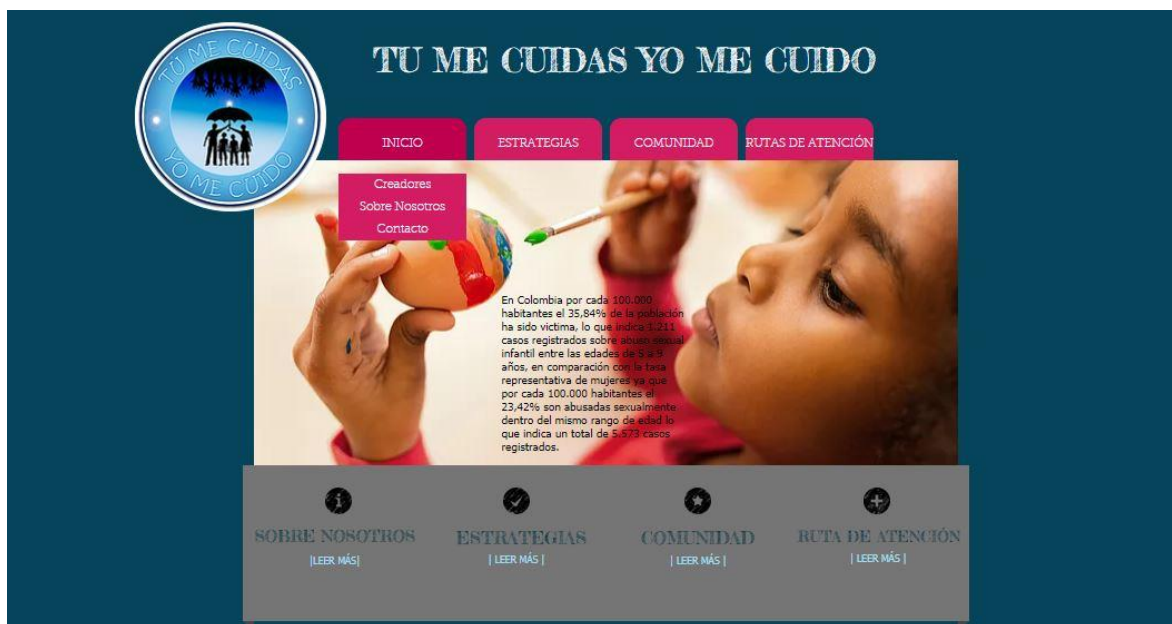 TU ME CUIDAS
YO ME CUIDO
TU ME CUIDAS YO ME CUIDO
INICIO
ESTRATEGIAS
COMUNIDAD
RUTAS DE ATENCIÓN
Creadores
Sobre Nosotros
Contacto
En Colombia por cada 100.000
habitantes el 35,84% de la población
ha sido victima, lo que indica 1.211
casos registrados sobre abuso sexual
infantil entre las edades de 5 a 9
años, en comparación con la tasa
representativa de mujeres ya que
por cada 100.000 habitantes el
23,42% son abusadas sexualmente
dentro del mismo rango de edad lo
que indica un total de 5.573 casos
registrados.
SOBRE NOSOTROS
|LEER MÁS|
ESTRATEGIAS
| LEER MÁS |
COMUNIDAD
| LEER MÁS |
RUTA DE ATENCIÓN
| LEER MÁS |